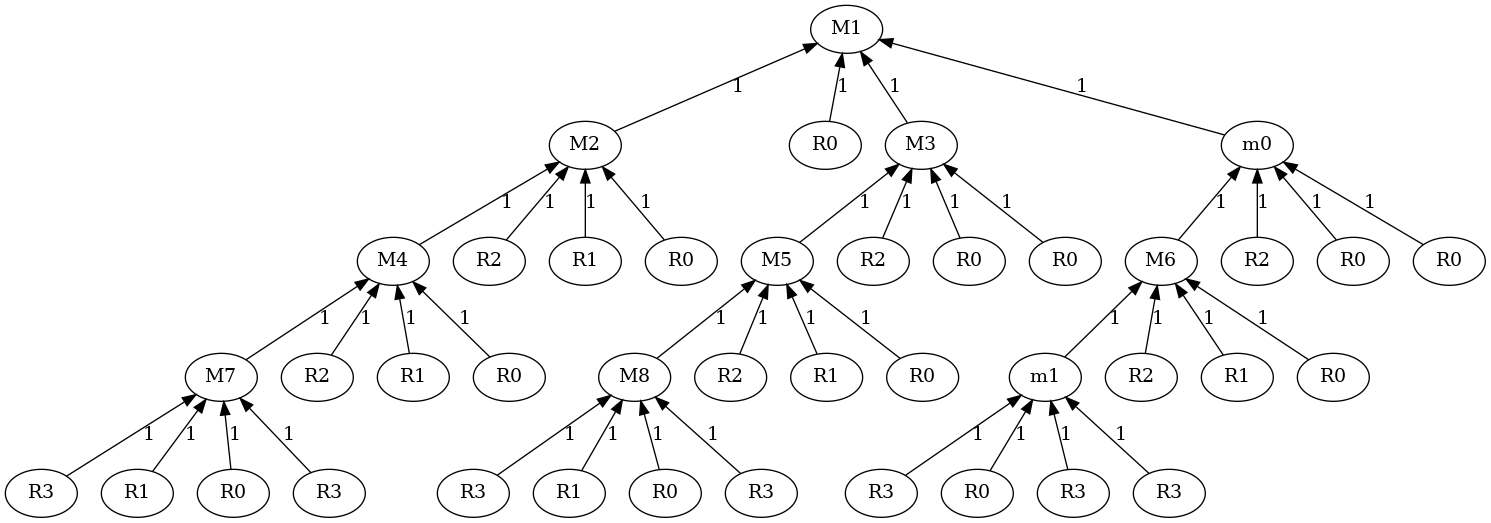 M1
1 1 1 1
M2 R0 M3 m0
1 1 1 1 1 1 1 1 1 1 1 1
M4 R2 R1 R0 M5 R2 R0 R0 M6 R2 R0 R0
1 1 1 1 1 1 1 1 1 1 1 1
M7 R2 R1 R0 M8 R2 R1 R0 m1 R2 R1 R0
1 1 1 1 1 1 1 1 1 1 1 1
R3 R1 R0 R3 R3 R1 R0 R3 R3 R0 R3 R3